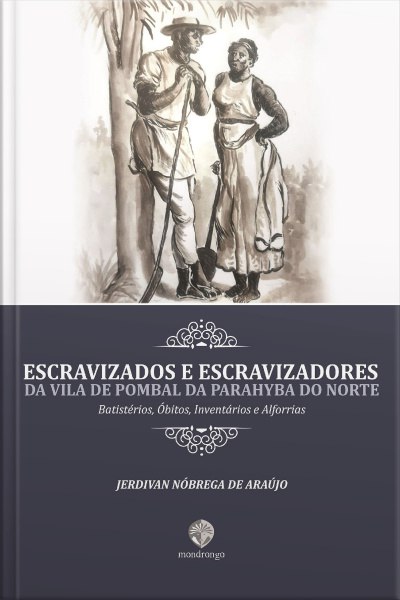 ESCRAVIZADOS E ESCRAVIZADORES
DA VILA DE POMBAL DA PARAHYBA DO NORTE
Batistérios, Óbitos, Inventários e Alforrias
JERDIVAN NÓBREGA DE ARAÚJO
mondrongo